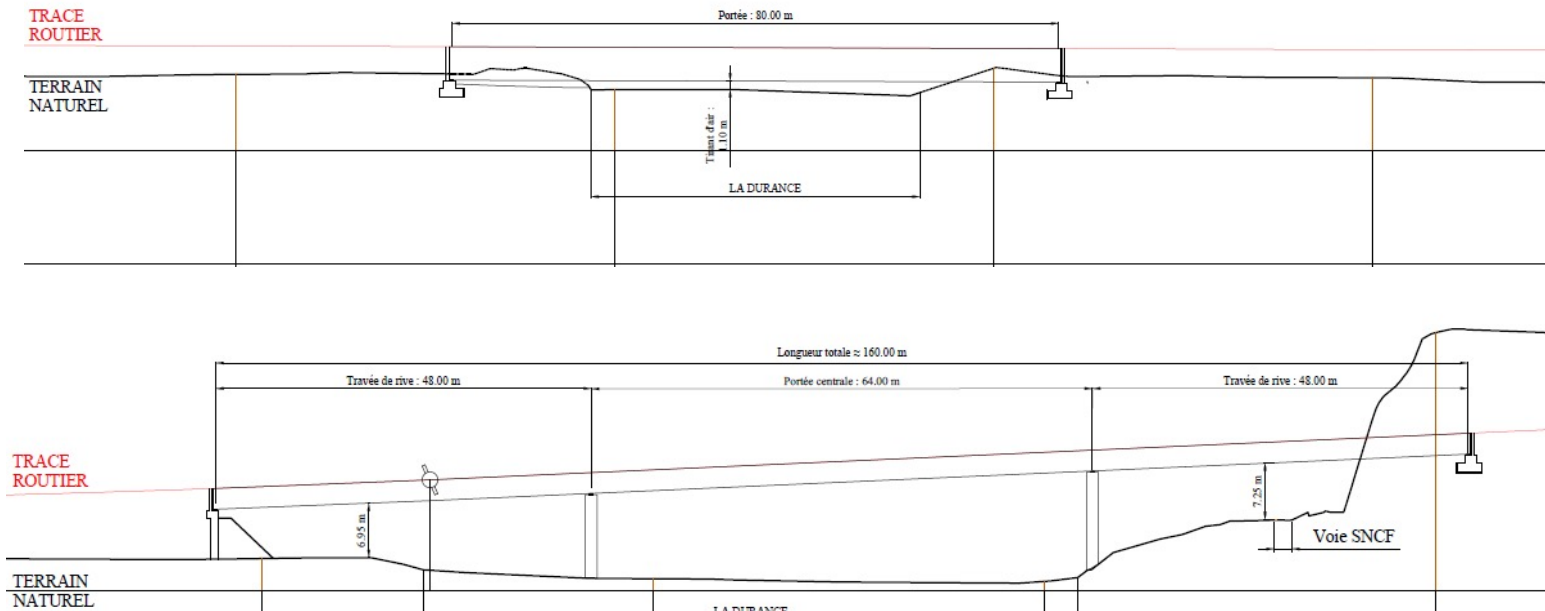 TRACE
ROUTIER
Portée : 80.00 m
TERRAIN
NATUREL
Tirant d'air :
1.10 m
LA DURANCE
Longueur totale ≈ 160.00 m
Travée de rive : 48.00 m
Portée centrale : 64.00 m
Travée de rive : 48.00 m
TRACE
ROUTIER
6.95 m
7.25 m
Voie SNCF
TERRAIN
NATUREL
LA DURANCE